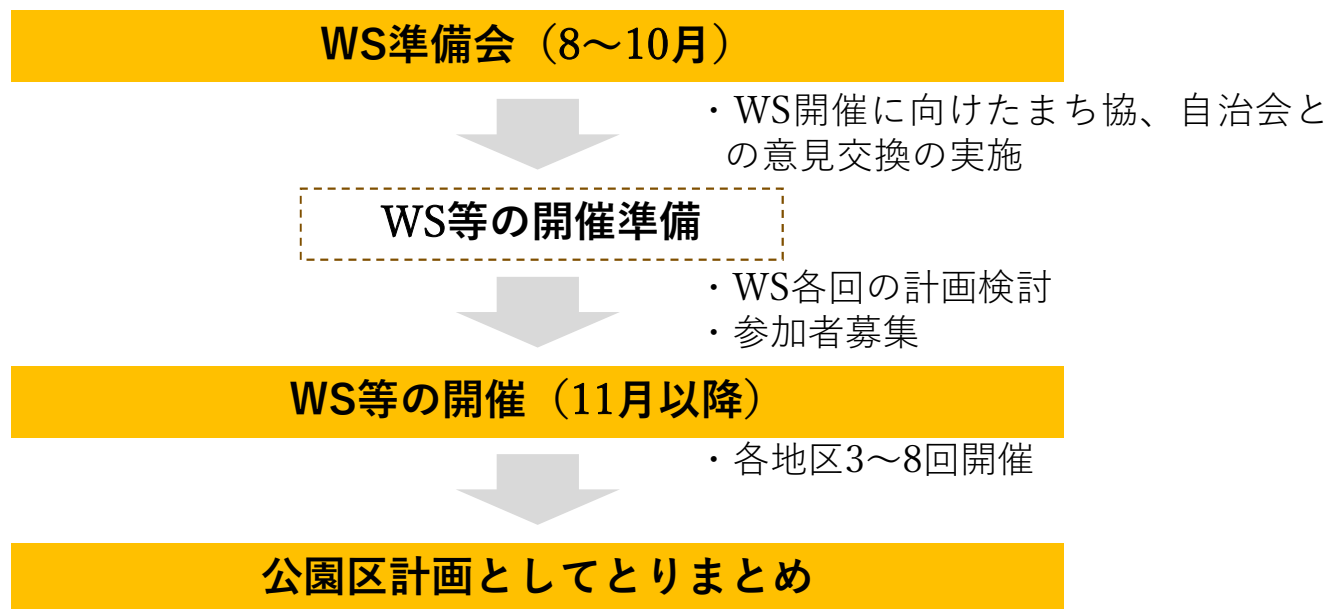 WS準備会（8～10月）
・WS開催に向けたまち協、自治会と
の意見交換の実施
WS等の開催準備
・WS各回の計画検討
・参加者募集
WS等の開催（11月以降）
・各地区3～8回開催
公園区計画としてとりまとめ